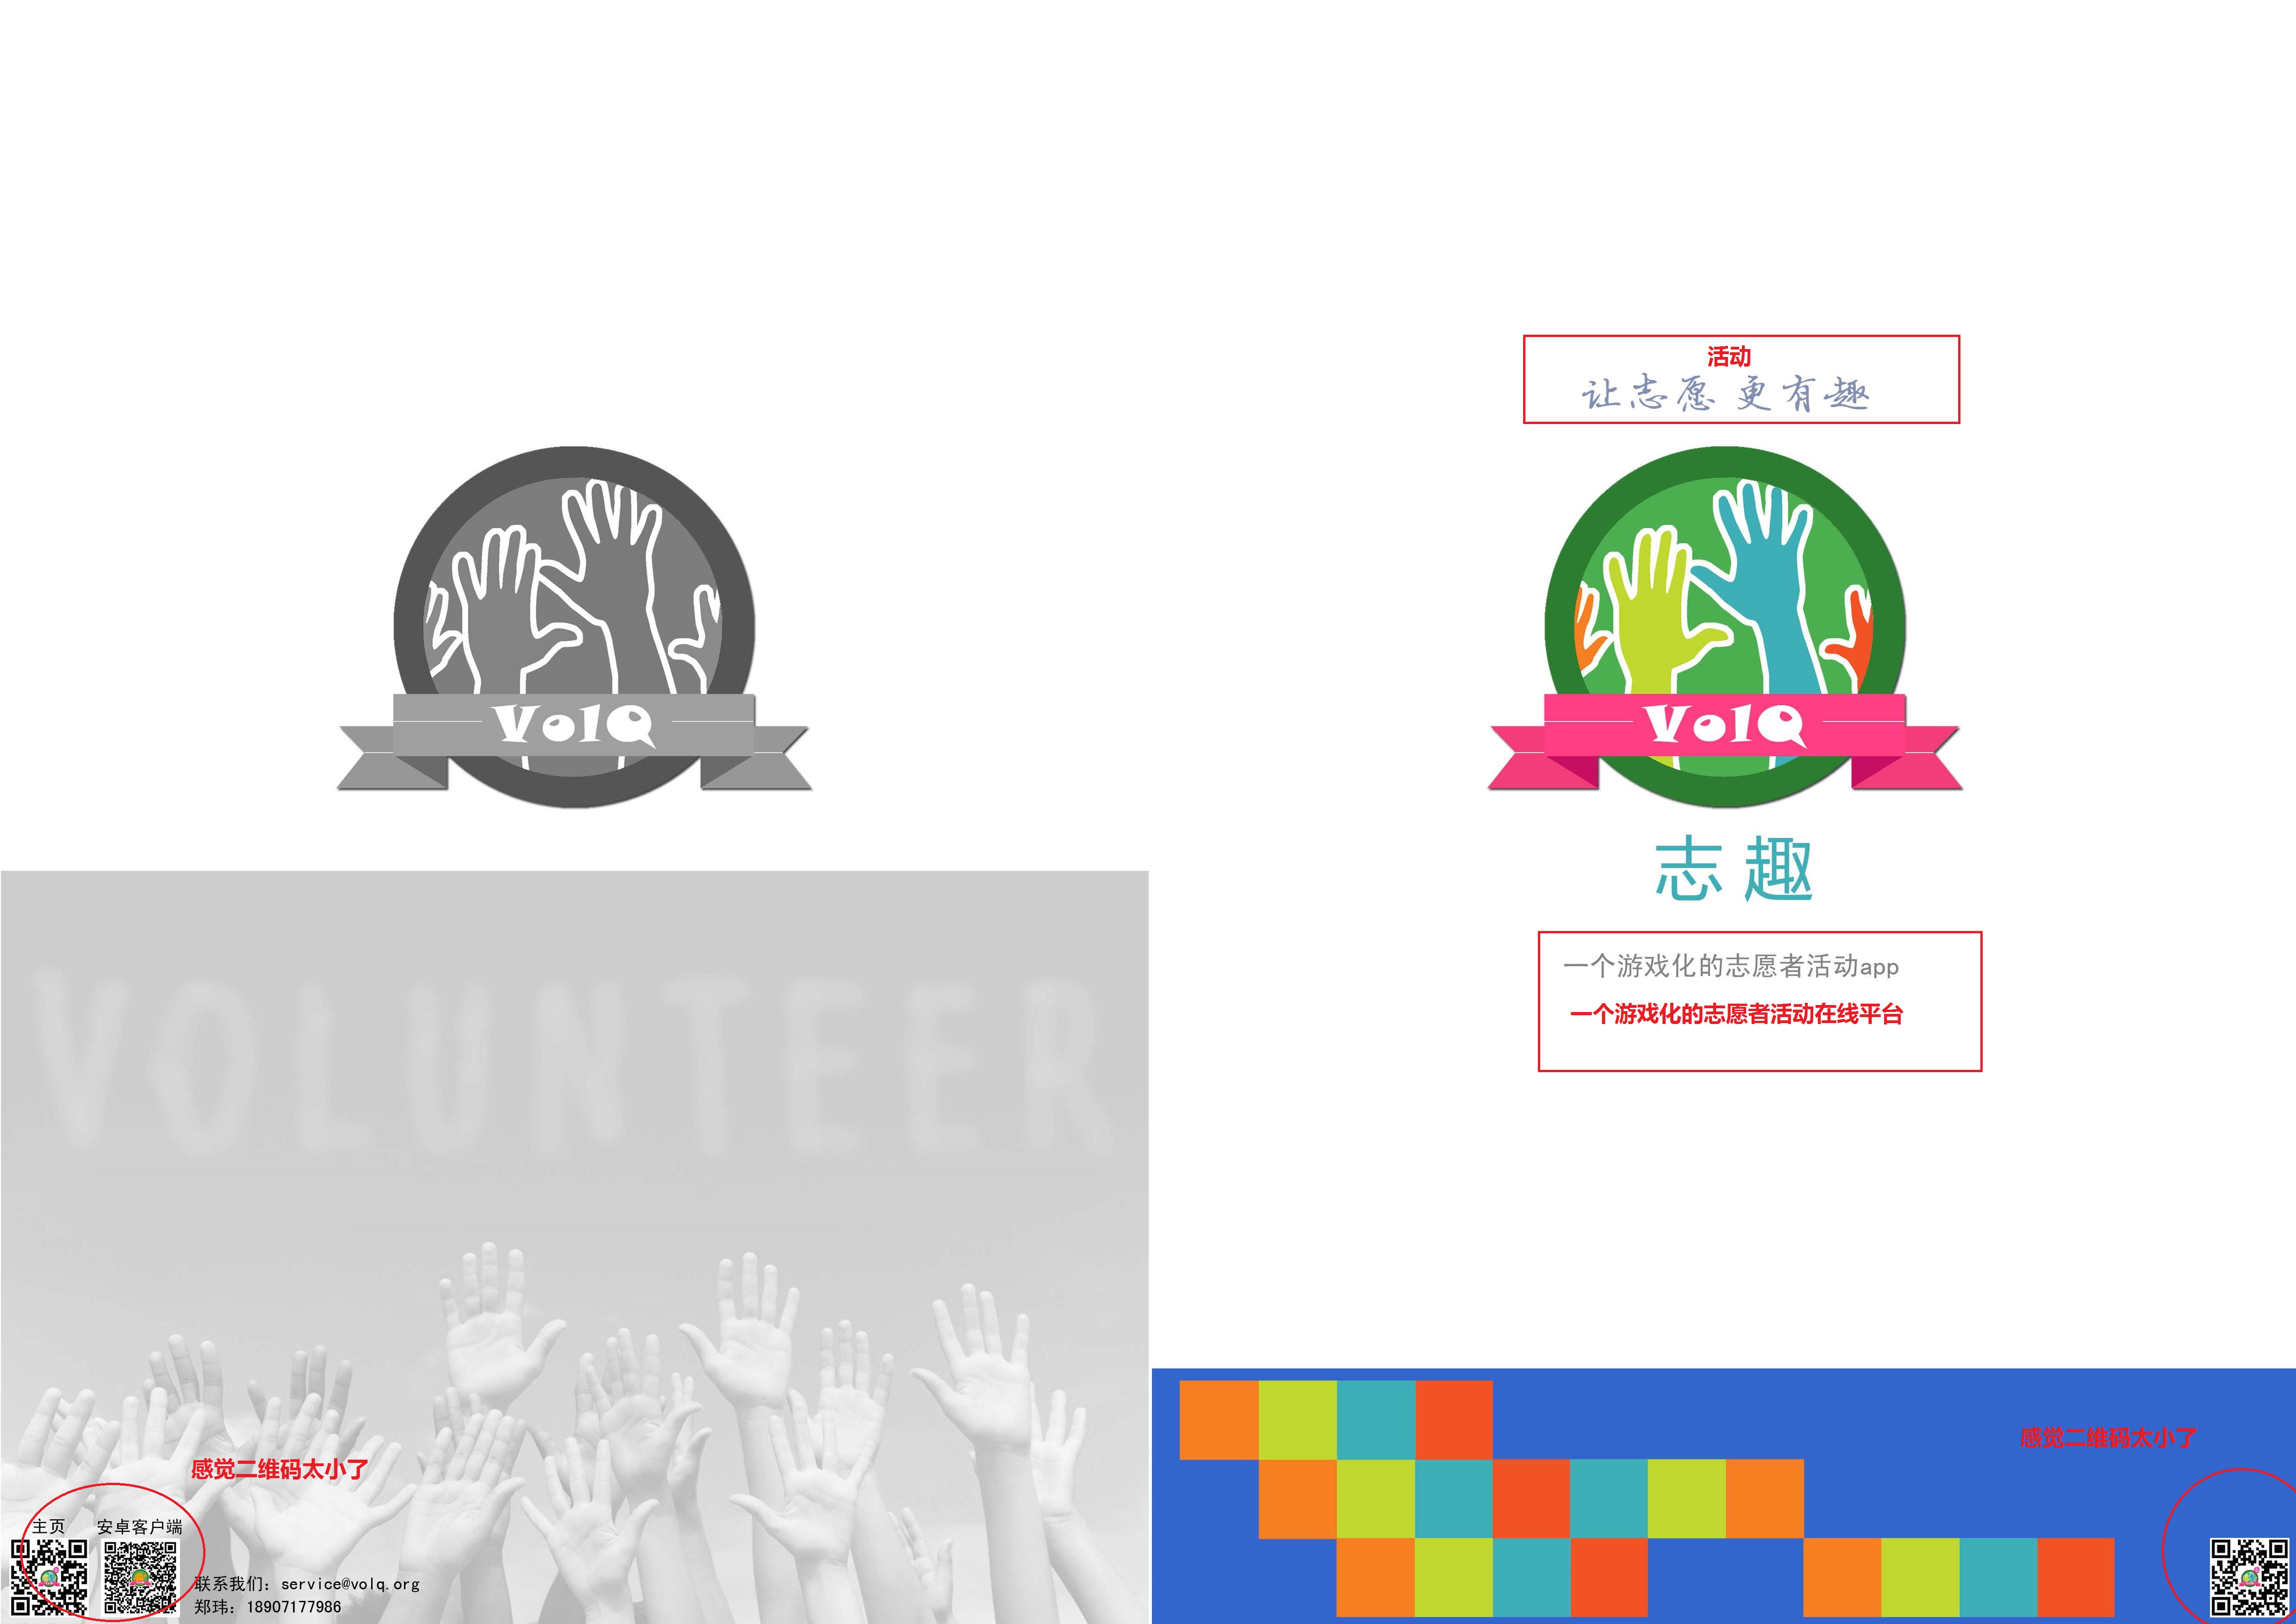 VolQ
VOLUNTEER
感觉二维码太小了
主页 安卓客户端
联系我们：service@volq.org
郑玮：18907177986
活动
让志愿 更有趣
VolQ
志趣
一个游戏化的志愿者活动app
一个游戏化的志愿者活动在线平台
感觉二维码太小了